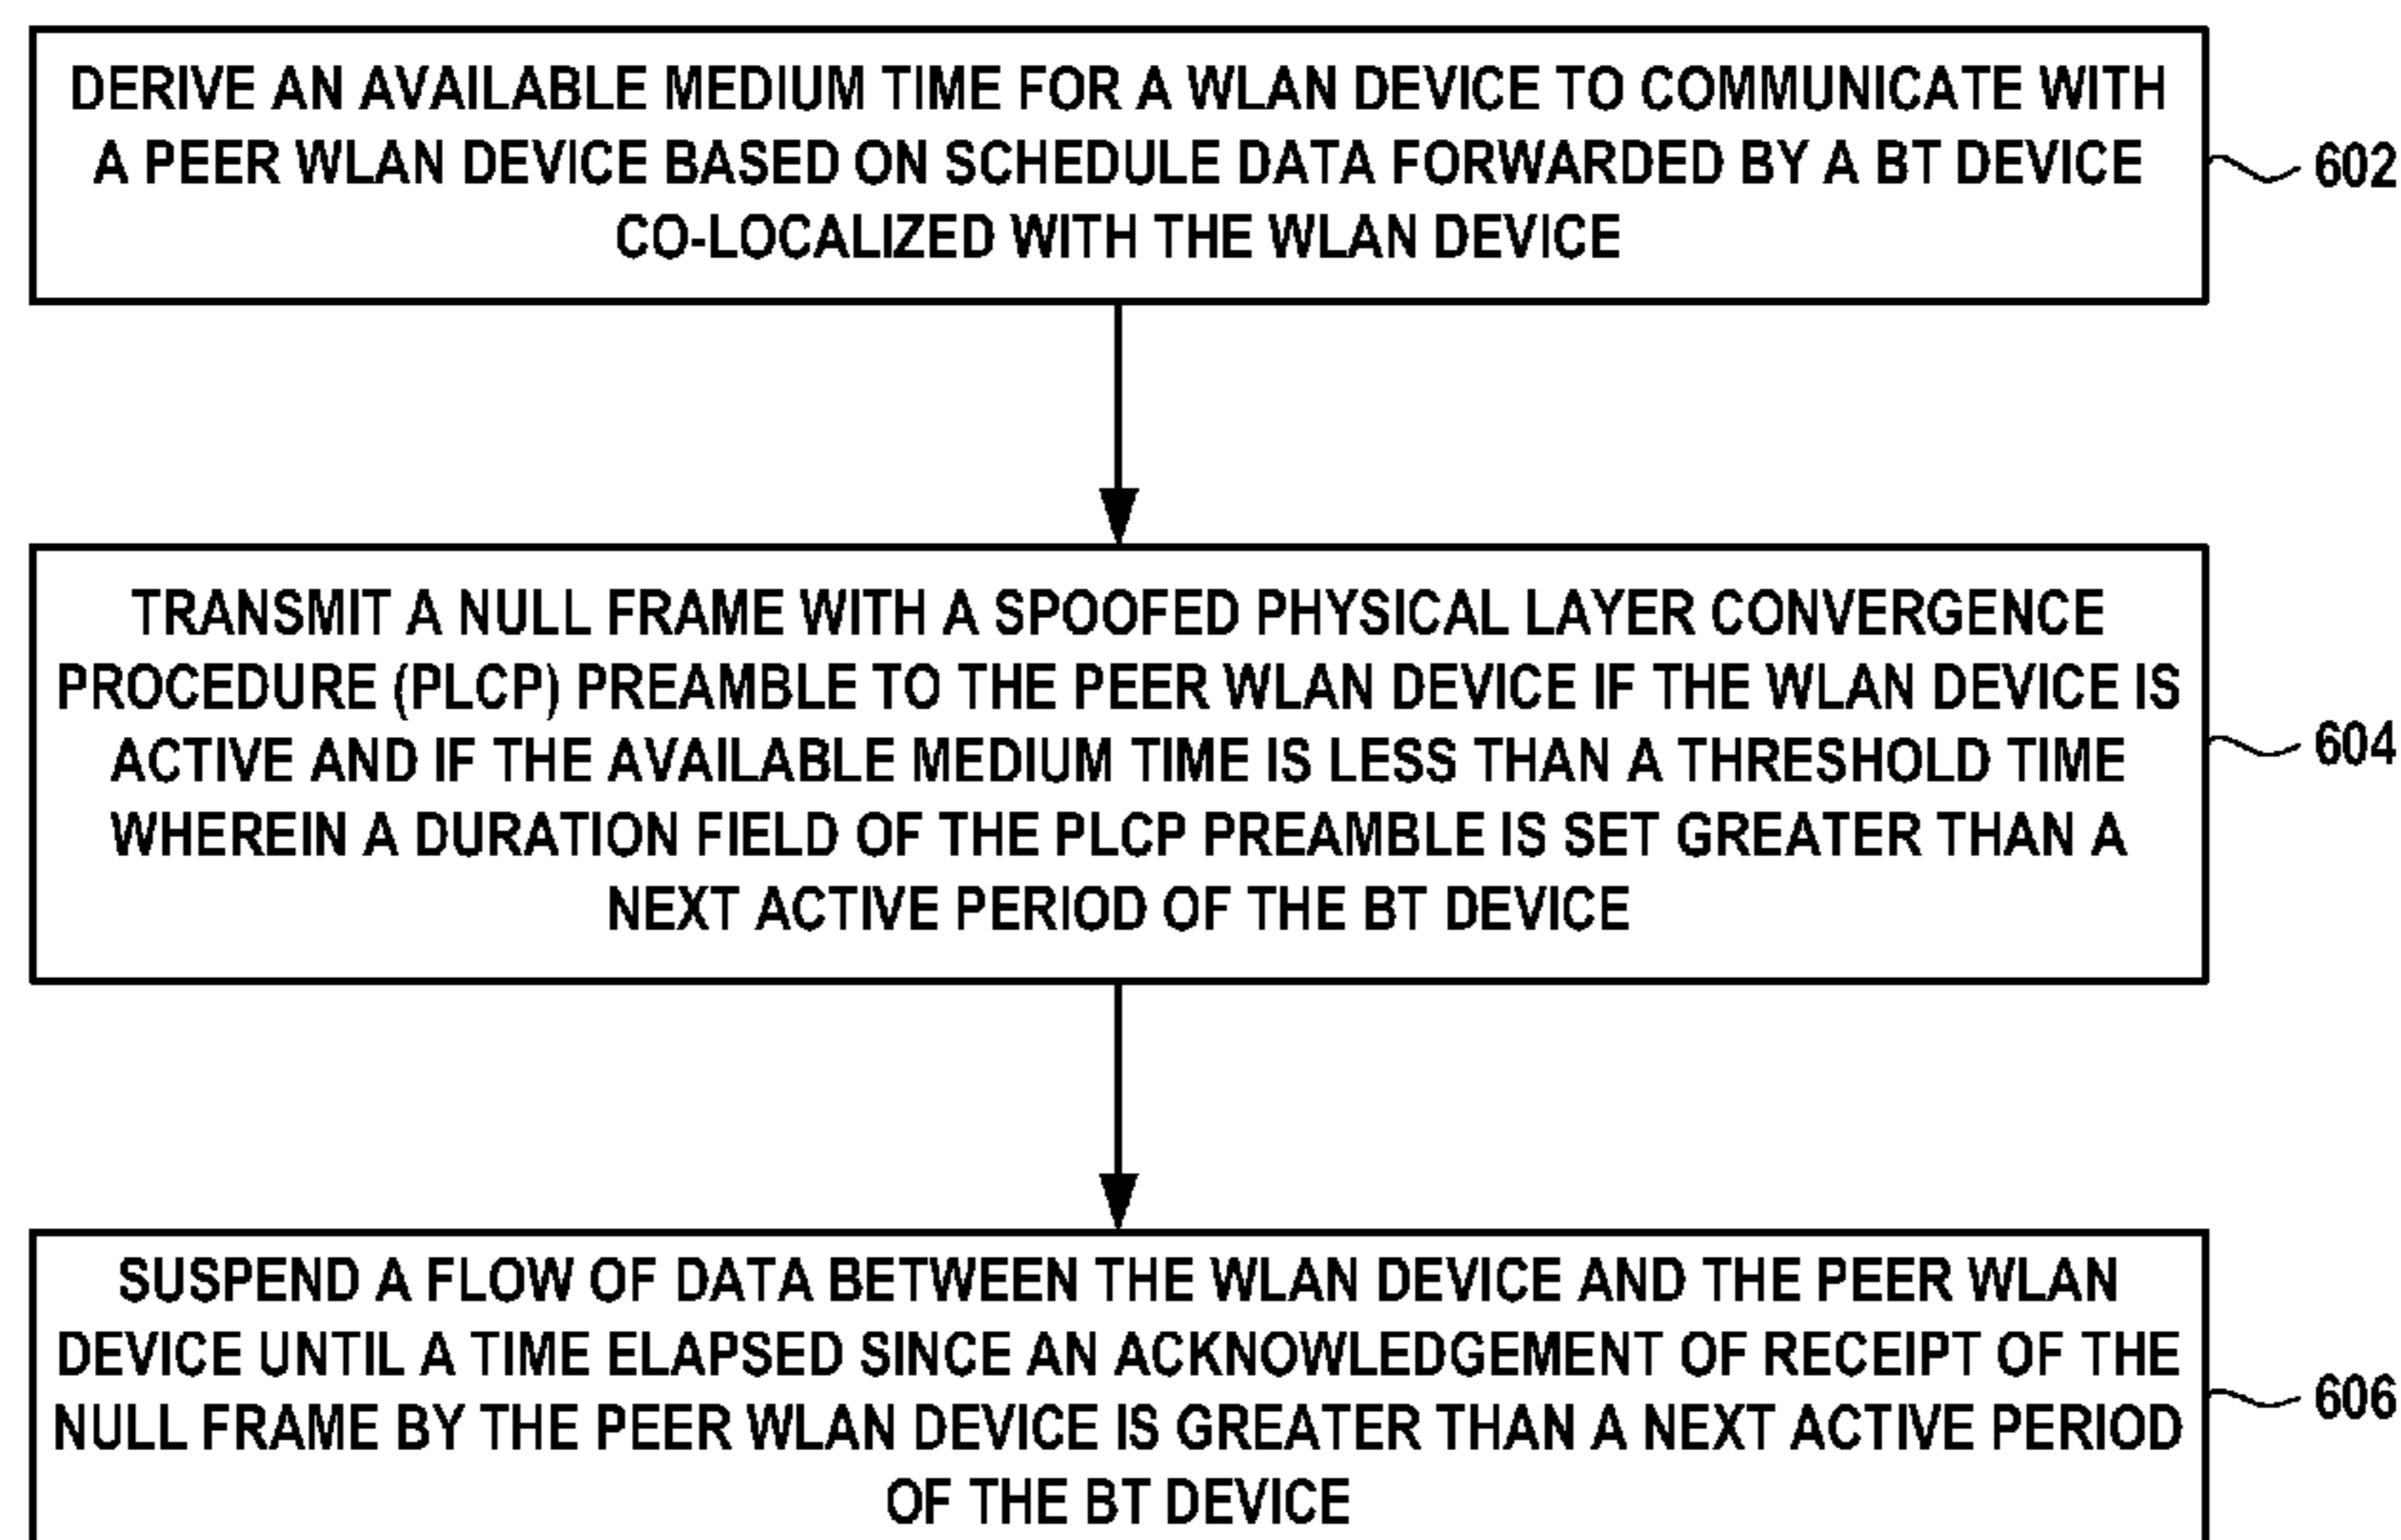 DERIVE AN AVAILABLE MEDIUM TIME FOR A WLAN DEVICE TO COMMUNICATE WITH
A PEER WLAN DEVICE BASED ON SCHEDULE DATA FORWARDED BY A BT DEVICE
CO-LOCALIZED WITH THE WLAN DEVICE
602
TRANSMIT A NULL FRAME WITH A SPOOFED PHYSICAL LAYER CONVERGENCE
PROCEDURE (PLCP) PREAMBLE TO THE PEER WLAN DEVICE IF THE WLAN DEVICE IS
ACTIVE AND IF THE AVAILABLE MEDIUM TIME IS LESS THAN A THRESHOLD TIME
WHEREIN A DURATION FIELD OF THE PLCP PREAMBLE IS SET GREATER THAN A
NEXT ACTIVE PERIOD OF THE BT DEVICE
604
SUSPEND A FLOW OF DATA BETWEEN THE WLAN DEVICE AND THE PEER WLAN
DEVICE UNTIL A TIME ELAPSED SINCE AN ACKNOWLEDGEMENT OF RECEIPT OF THE
NULL FRAME BY THE PEER WLAN DEVICE IS GREATER THAN A NEXT ACTIVE PERIOD
OF THE BT DEVICE
606